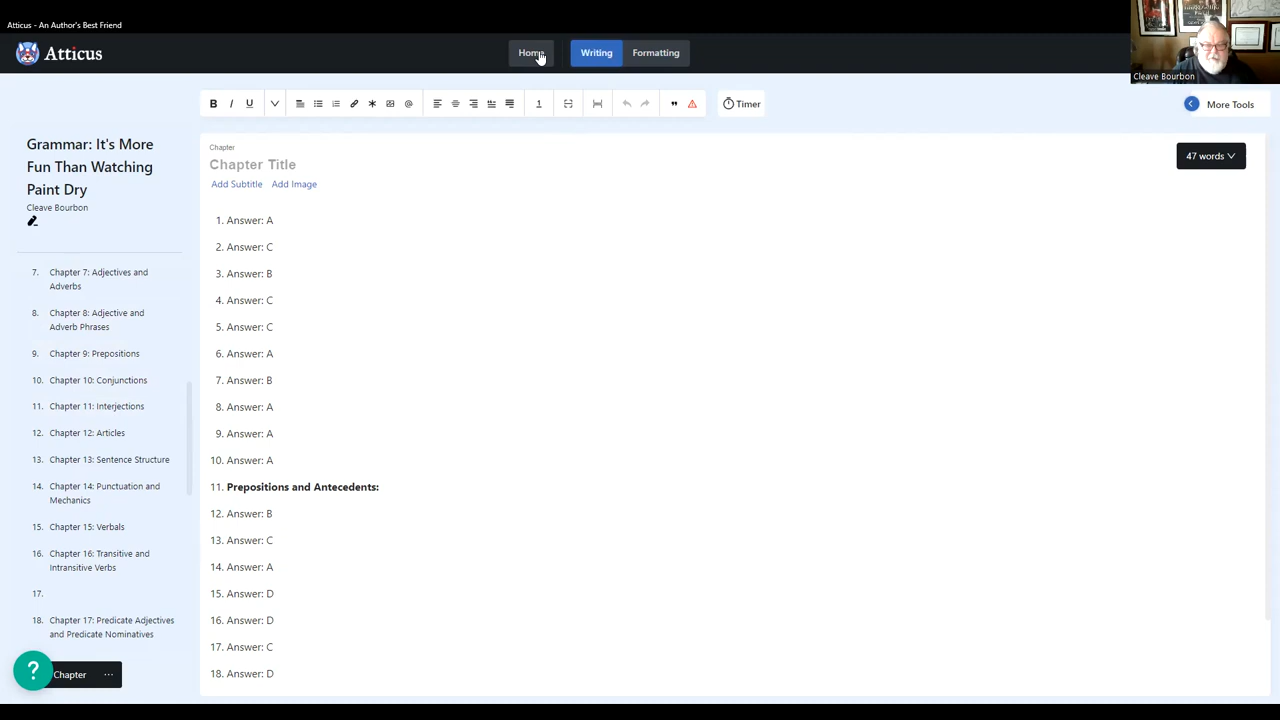 Atticus - An Author's Best Friend
Atticus
Home
Writing
Formatting
Cleave Bourbon
B I U
1
Timer
More Tools
Grammar: It's More
Fun Than Watching
Paint Dry
Cleave Bourbon
7. Chapter 7: Adjectives and
Adverbs
8. Chapter 8: Adjective and
Adverb Phrases
9. Chapter 9: Prepositions
10. Chapter 10: Conjunctions
11. Chapter 11: Interjections
12. Chapter 12: Articles
13. Chapter 13: Sentence Structure
14. Chapter 14: Punctuation and
Mechanics
15. Chapter 15: Verbals
16. Chapter 16: Transitive and
Intransitive Verbs
17.
18. Chapter 17: Predicate Adjectives
and Predicate Nominatives
?
Chapter ...
Chapter
Chapter Title
Add Subtitle Add Image
47 words
1. Answer: A
2. Answer: C
3. Answer: B
4. Answer: C
5. Answer: C
6. Answer: A
7. Answer: B
8. Answer: A
9. Answer: A
10. Answer: A
11. Prepositions and Antecedents:
12. Answer: B
13. Answer: C
14. Answer: A
15. Answer: D
16. Answer: D
17. Answer: C
18. Answer: D